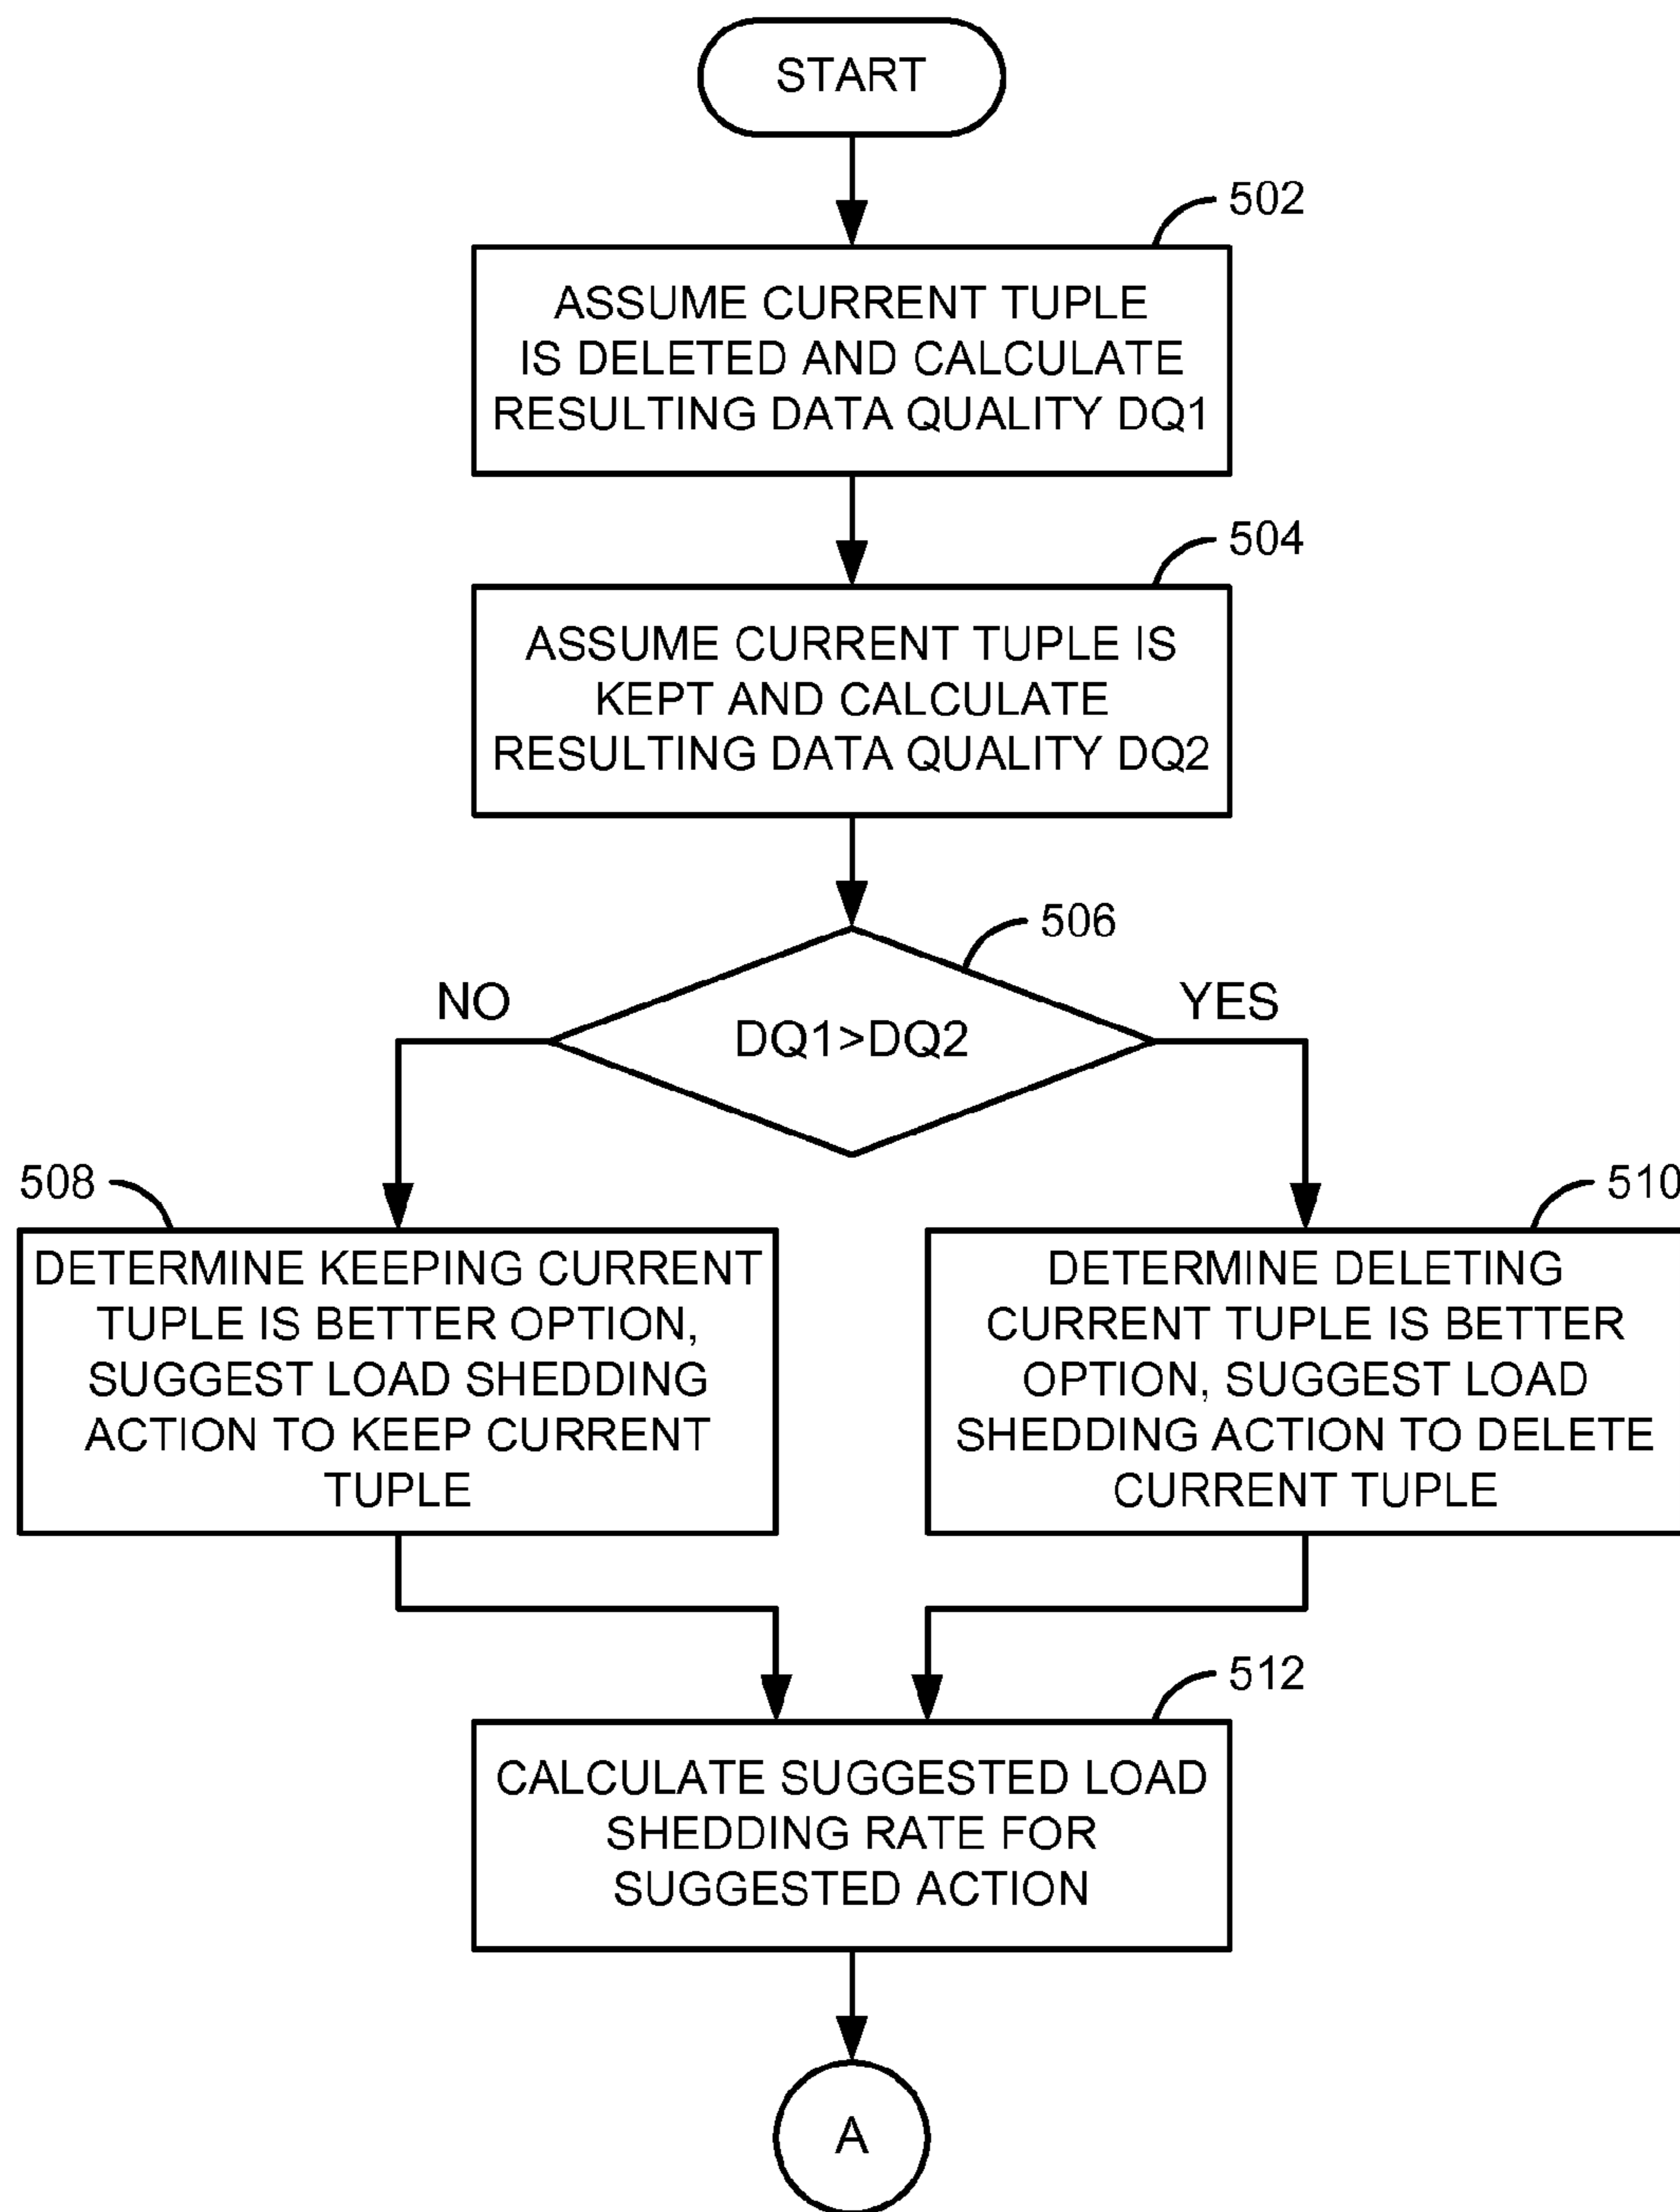 START
502
ASSUME CURRENT TUPLE
IS DELETED AND CALCULATE
RESULTING DATA QUALITY DQ1
504
ASSUME CURRENT TUPLE IS
KEPT AND CALCULATE
RESULTING DATA QUALITY DQ2
506
NO
DQ1>DQ2
YES
508
DETERMINE KEEPING CURRENT
TUPLE IS BETTER OPTION,
SUGGEST LOAD SHEDDING
ACTION TO KEEP CURRENT
TUPLE
510
DETERMINE DELETING
CURRENT TUPLE IS BETTER
OPTION, SUGGEST LOAD
SHEDDING ACTION TO DELETE
CURRENT TUPLE
512
CALCULATE SUGGESTED LOAD
SHEDDING RATE FOR
SUGGESTED ACTION
A